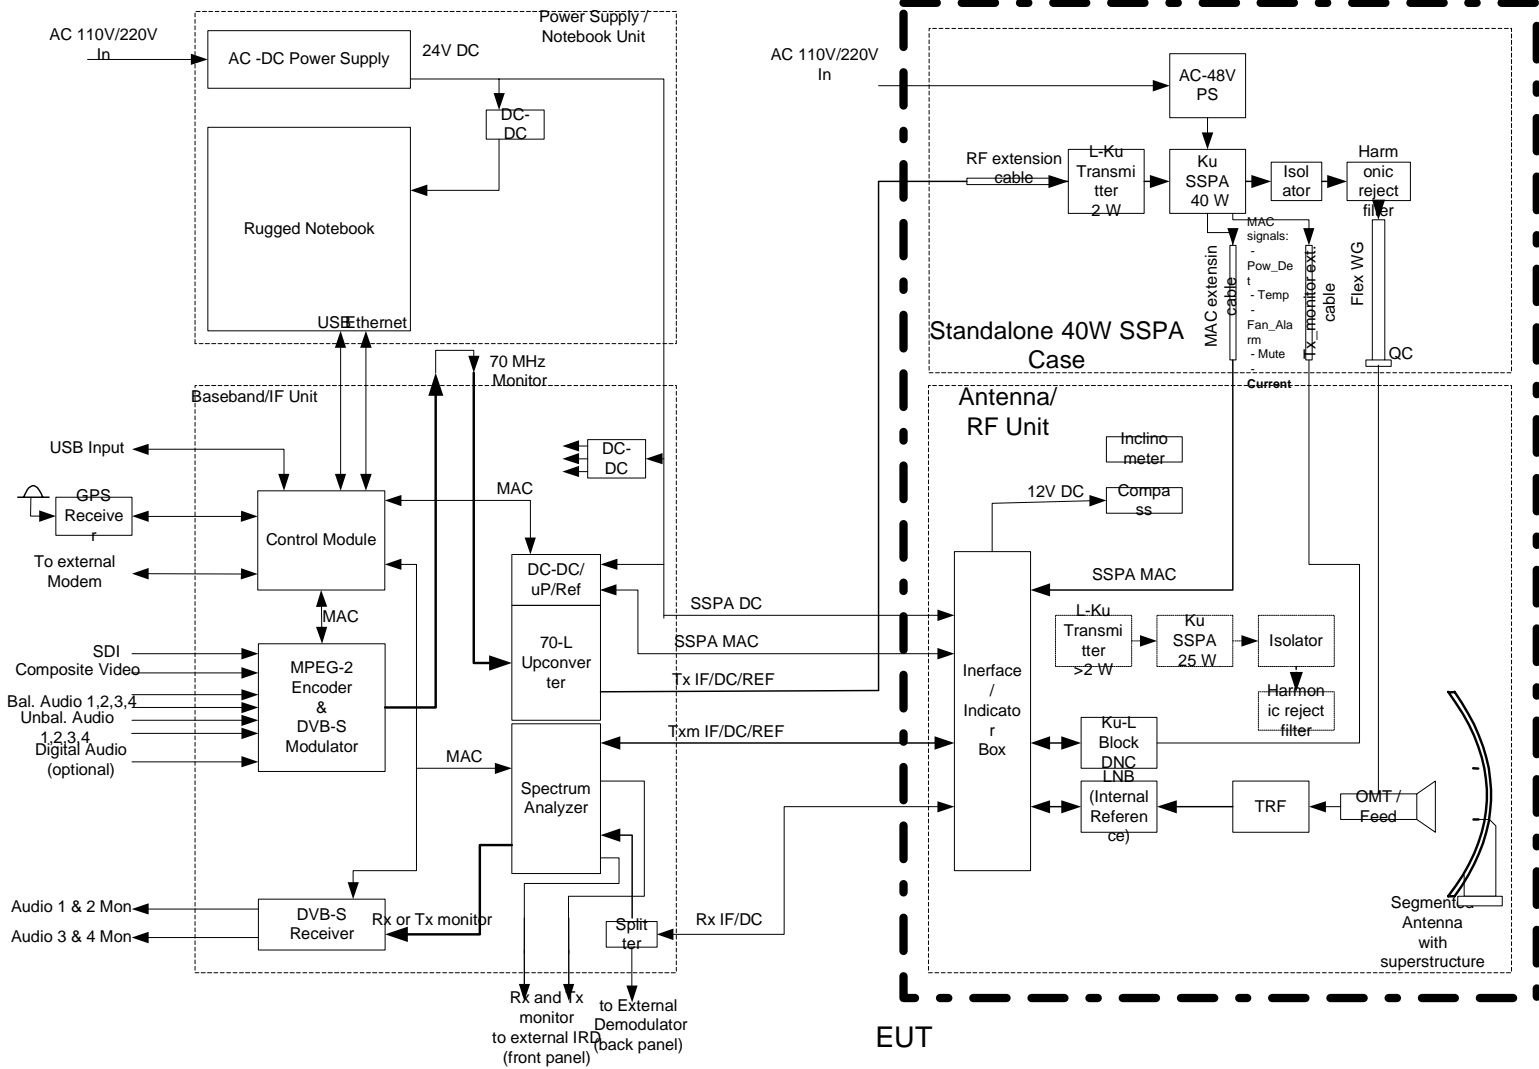 Power Supply /
Notebook Unit
AC 110V/220V
In
AC -DC Power Supply
24V DC
DC-
DC
Rugged Notebook
USB
Ethernet
70 MHz
Monitor
Baseband/IF Unit
USB Input
GPS
Receive
r
To external
Modem
Control Module
MAC
MAC
DC-
DC
DC-DC/
uP/Ref
70-L
Upconver
ter
SDI
Composite Video
Bal. Audio 1,2,3,4
Unbal. Audio
1,2,3,4
Digital Audio
(optional)
MPEG-2
Encoder
&
DVB-S
Modulator
MAC
Spectrum
Analyzer
Audio 1 & 2 Mon
Audio 3 & 4 Mon
DVB-S
Receiver
Rx or Tx monitor
Split
ter
Rx and Tx
monitor
to external IRD
(front panel)
to External
Demodulator
(back panel)
SSPA DC
SSPA MAC
Tx IF/DC/REF
Txm IF/DC/REF
Rx IF/DC
AC 110V/220V
In
AC-48V
PS
RF extension
cable
L-Ku
Transmi
tter
2 W
Ku
SSPA
40 W
Isol
ator
Harm
onic
reject
filter
MAC extensin
cable
MAC
signals:
-
Pow_De
t
- Temp
-
Fan_Ala
rm
- Mute
-
Current
Tx_monitor ext.
cable
Flex WG
QC
Standalone 40W SSPA
Case
Antenna/
RF Unit
Inclino
meter
12V DC
Compa
ss
SSPA MAC
L-Ku
Transmi
tter
>2 W
Ku
SSPA
25 W
Isolator
Harmon
ic reject
filter
Inerface
/
Indicato
r
Box
Ku-L
Block
DNC
LNB
(Internal
Referen
ce)
TRF
OMT /
Feed
Segmented
Antenna
with
superstructure
EUT